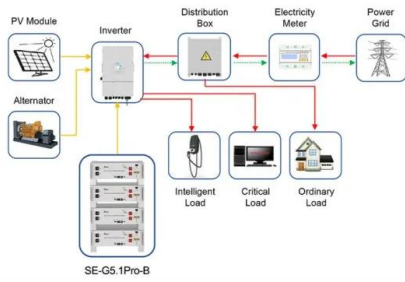 PV Module
Inverter
Distribution
Box
Electricity
Meter
Power
Grid
Alternator
Intelligent
Load
Critical
Load
Ordinary
Load
SE-G5.1Pro-B